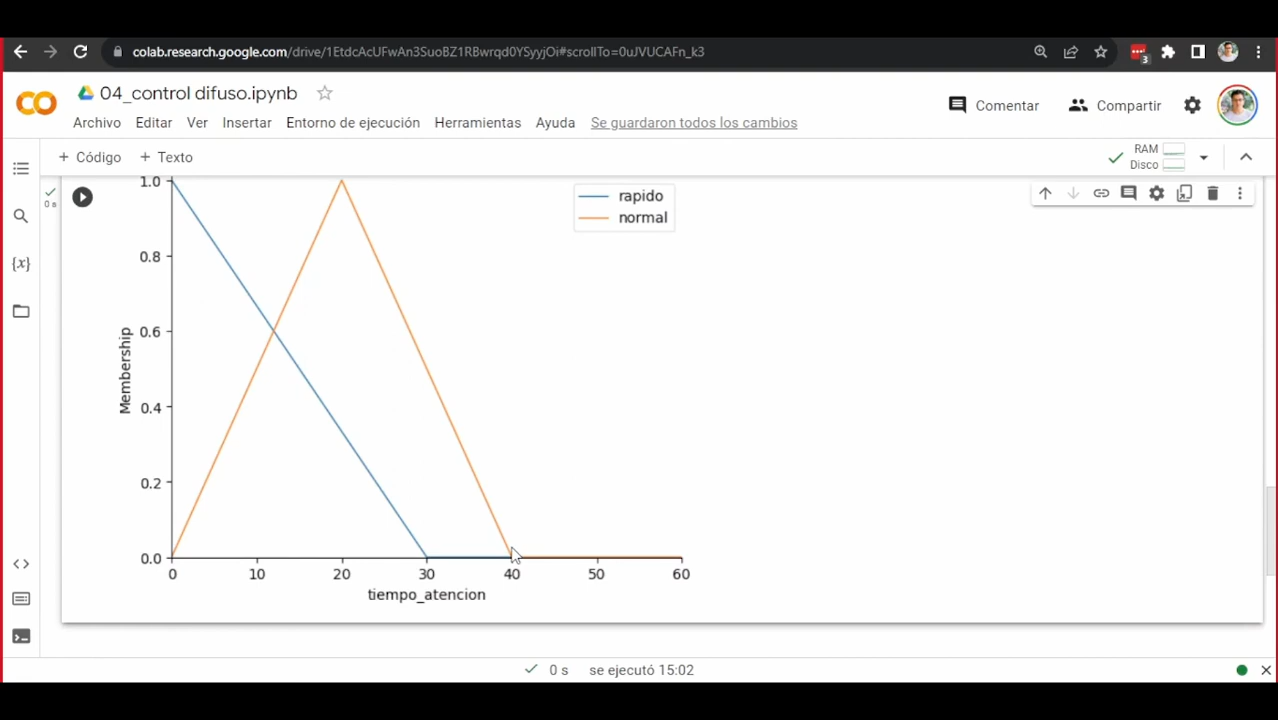 colab.research.google.com/drive/1EtdcAcUFwAn3SuoBZ1RBwrqd0YSyyjOi#scrollTo=0uJVUCAFn_k3
3
04_control difuso.ipynb
Comentar
Compartir
Archivo Editar Ver Insertar Entorno de ejecución Herramientas Ayuda Se guardaron todos los cambios
+ Código + Texto
RAM
Disco
0 s
{x}
1.0
0.8
0.6
0.4
0.2
0.0
Membership
rapido
normal
0 10 20 30 40 50 60
tiempo_atencion
0 s se ejecutó 15:02